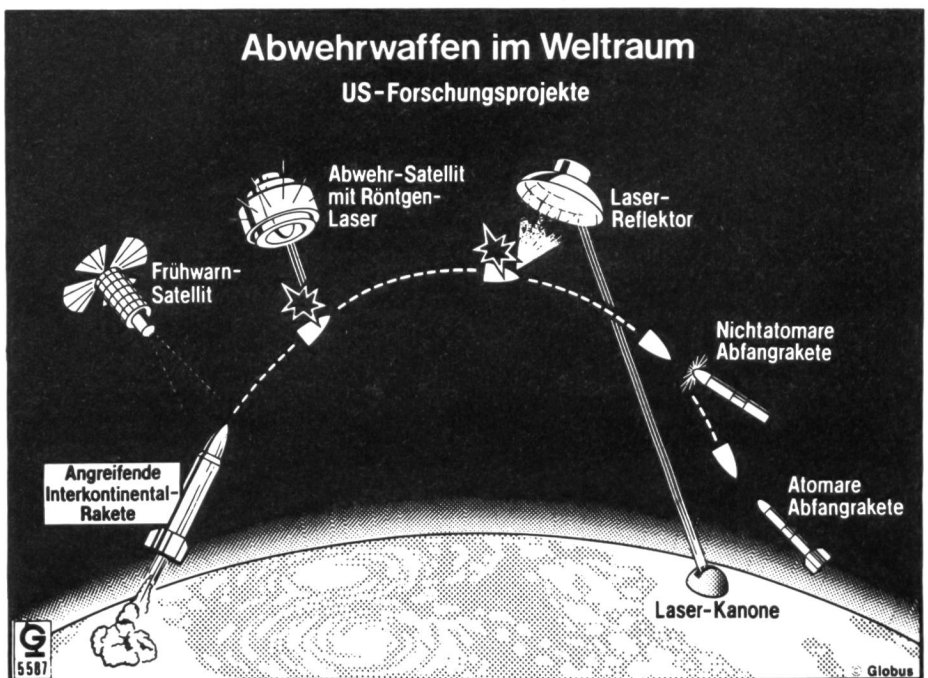 Abwehrwaffen im Weltraum
US-Forschungsprojekte
Abwehr-Satellit
mit Röntgen-
Laser
Laser-
Reflektor
Frühwarn-
Satellit
Nichtatomare
Abfangrakete
Angreifende
Interkontinental-
Rakete
Atomare
Abfangrakete
Laser-Kanone
G
5587
© Globus